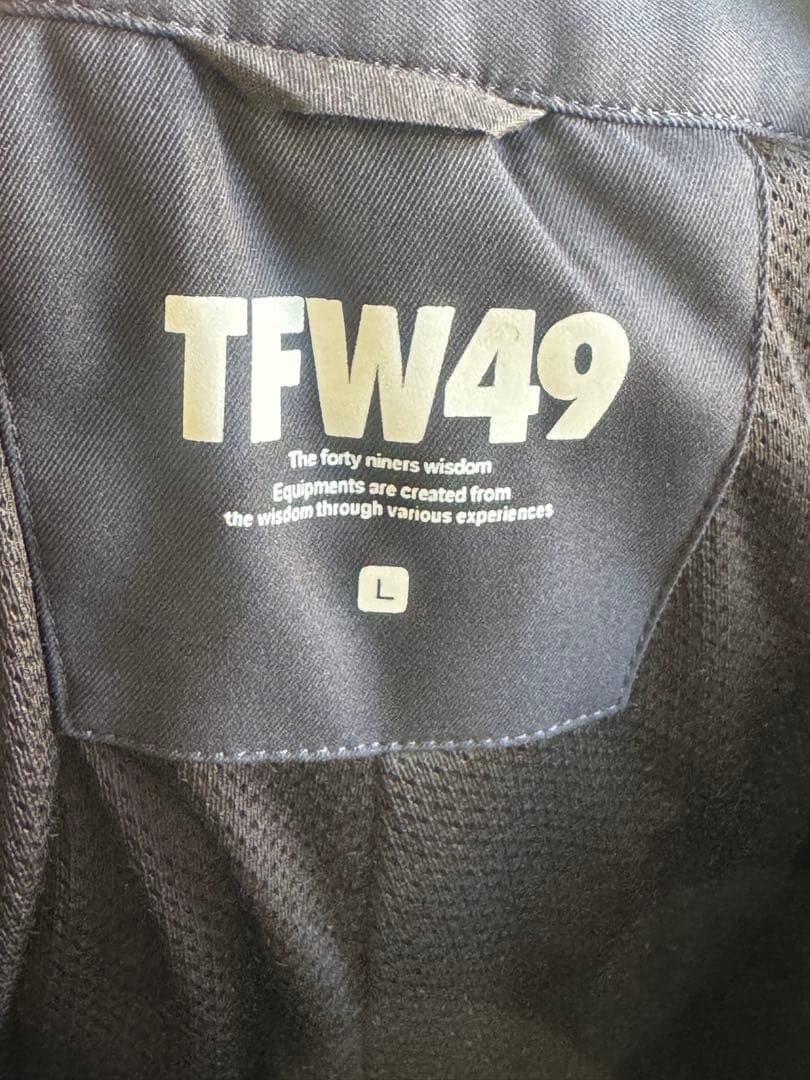 TFW49
The forty niners wisdom
Equipments are created from
the wisdom through various experiences
L